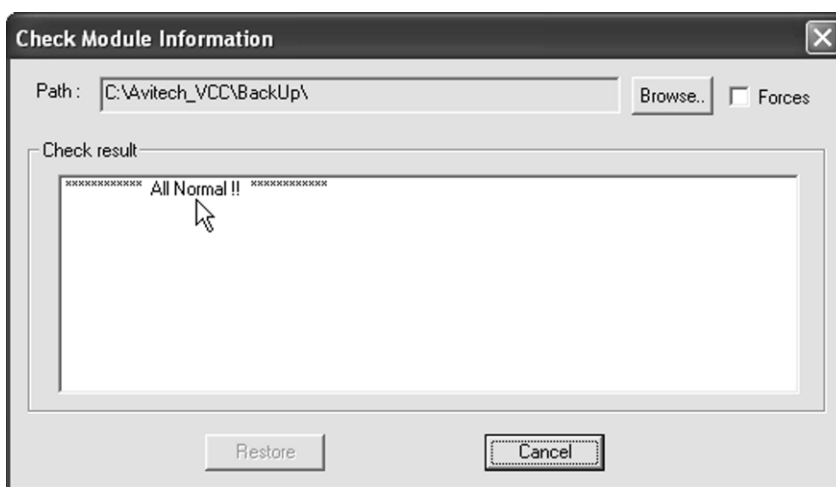 Check Module Information
Path : C:\Avitech_VCC\BackUp\ Browse.. Forces
Check result
************ All Normal !! ************
Restore Cancel